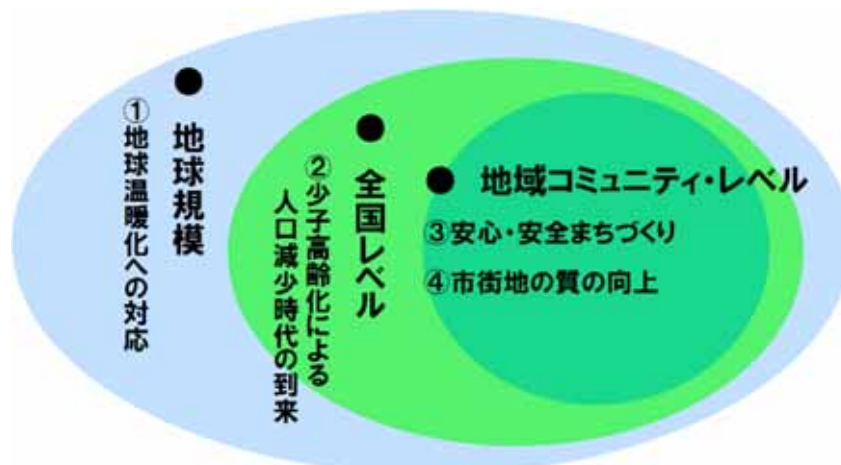 ● 地球規模
①地球温暖化への対応
● 全国レベル
②少子高齢化による
人口減少時代の到来
● 地域コミュニティ・レベル
③安心・安全まちづくり
④市街地の質の向上